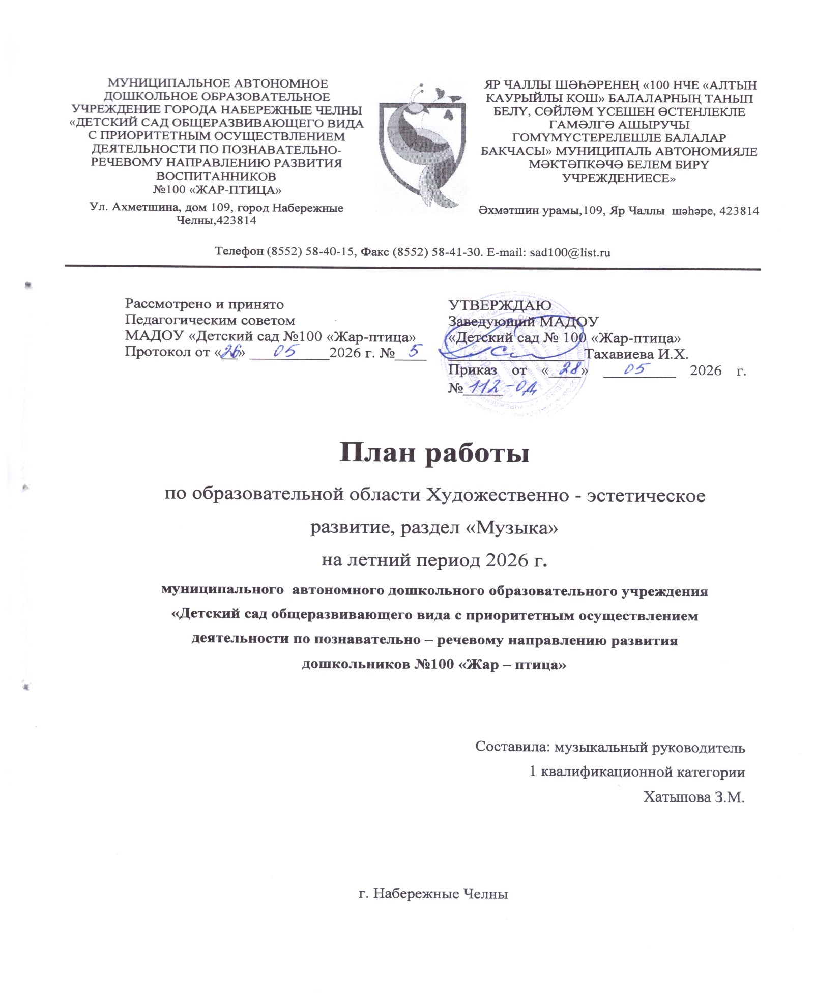 МУНИЦИПАЛЬНОЕ АВТОНОМНОЕ
ДОШКОЛЬНОЕ ОБРАЗОВАТЕЛЬНОЕ
УЧРЕЖДЕНИЕ ГОРОДА НАБЕРЕЖНЫЕ ЧЕЛНЫ
«ДЕТСКИЙ САД ОБЩЕРАЗВИВАЮЩЕГО ВИДА
С ПРИОРИТЕТНЫМ ОСУЩЕСТВЛЕНИЕМ
ДЕЯТЕЛЬНОСТИ ПО ПОЗНАВАТЕЛЬНО-
РЕЧЕВОМУ НАПРАВЛЕНИЮ РАЗВИТИЯ
ВОСПИТАННИКОВ
№100 «ЖАР-ПТИЦА»
Ул. Ахметшина, дом 109, город Набережные
Челны,423814
ЯР ЧАЛЛЫ ШӘҺӘРЕНЕҢ «100 НЧЕ «АЛТЫН
КАУРЫЙЛЫ КОШ» БАЛАЛАРНЫҢ ТАНЫП
БЕЛҮ, СӨЙЛӘМ ҮСЕШЕН ӨСТЕНЛЕКЛЕ
ГАМӘЛГӘ АШЫРУЧЫ
ГОМҮМҮСТЕРЕЛЕШЛЕ БАЛАЛАР
БАКЧАСЫ» МУНИЦИПАЛЬ АВТОНОМИЯЛЕ
МӘКТӘПКӘЧӘ БЕЛЕМ БИРҮ
УЧРЕЖДЕНИЕСЕ»
Әхмәтшин урамы,109, Яр Чаллы шәһәре, 423814
Телефон (8552) 58-40-15, Факс (8552) 58-41-30. E-mail: sad100@list.ru
Рассмотрено и принято
Педагогическим советом
МАДОУ «Детский сад №100 «Жар-птица»
Протокол от «26» 05 2026 г. № 5
УТВЕРЖДАЮ
Заведующий МАДОУ
«Детский сад № 100 «Жар-птица»
Тахавиева И.Х.
Приказ от «28» 05 2026 г.
№ 112-од
План работы
по образовательной области Художественно - эстетическое
развитие, раздел «Музыка»
на летний период 2026 г.
муниципального автономного дошкольного образовательного учреждения
«Детский сад общеразвивающего вида с приоритетным осуществлением
деятельности по познавательно – речевому направлению развития
дошкольников №100 «Жар – птица»
Составила: музыкальный руководитель
1 квалификационной категории
Хатыпова З.М.
г. Набережные Челны